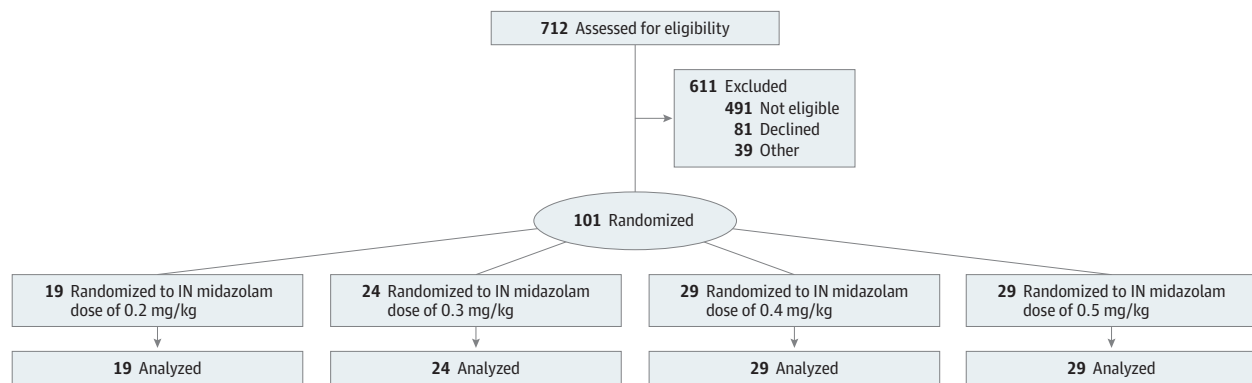 712 Assessed for eligibility
611 Excluded
491 Not eligible
81 Declined
39 Other
101 Randomized
19 Randomized to IN midazolam
dose of 0.2 mg/kg
24 Randomized to IN midazolam
dose of 0.3 mg/kg
29 Randomized to IN midazolam
dose of 0.4 mg/kg
29 Randomized to IN midazolam
dose of 0.5 mg/kg
19 Analyzed
24 Analyzed
29 Analyzed
29 Analyzed